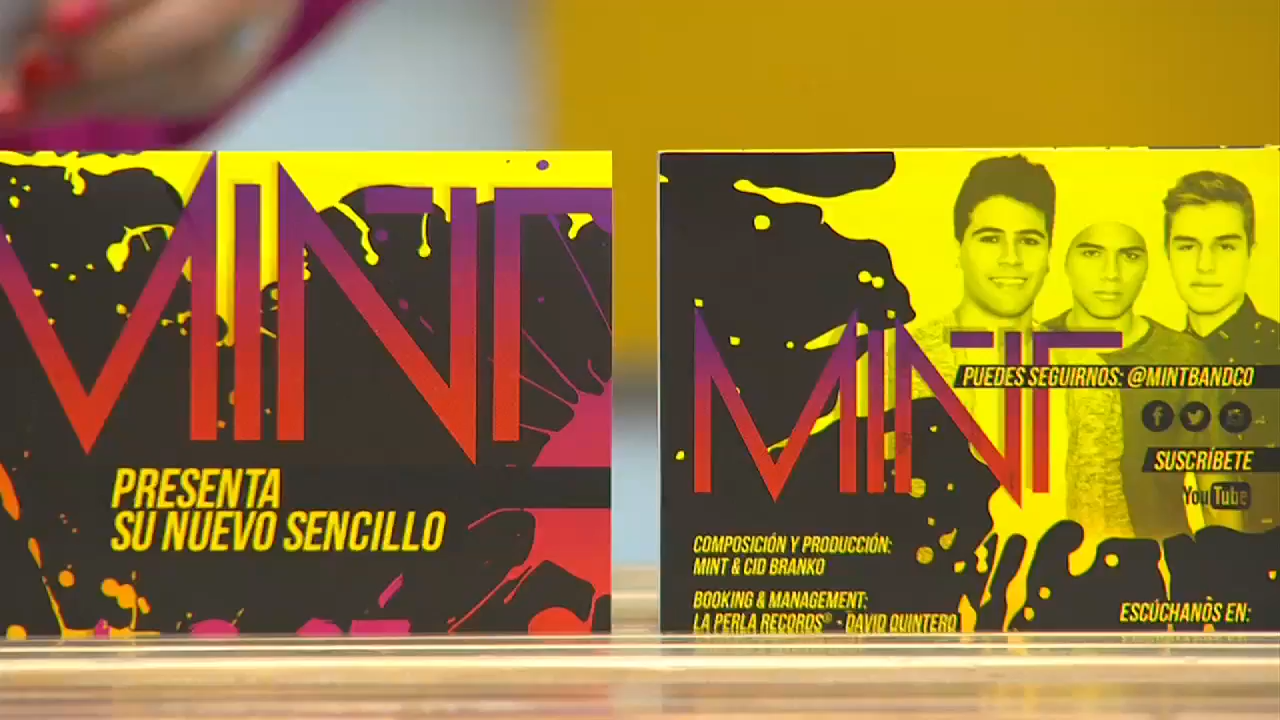 MINT
PRESENTA
SU NUEVO SENCILLO
MINT
PUEDES SEGUIRNOS: @MINTBANDCO
SUSCRÍBETE
YouTube
COMPOSICIÓN Y PRODUCCIÓN:
MINT & CID BRANKO
BOOKING & MANAGEMENT:
LA PERLA RECORDS® - DAVID QUINTERO
ESCÚCHANOS EN: